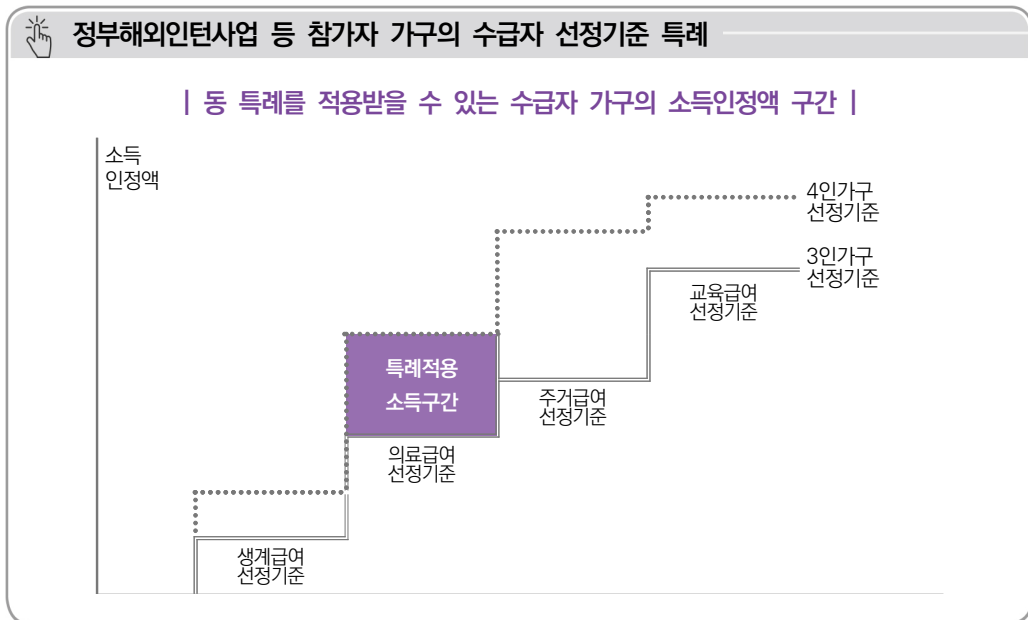 정부해외인턴사업 등 참가자 가구의 수급자 선정기준 특례
| 동 특례를 적용받을 수 있는 수급자 가구의 소득인정액 구간 |
소득
인정액
4인가구
선정기준
3인가구
선정기준
교육급여
선정기준
특례적용
소득구간
주거급여
선정기준
의료급여
선정기준
생계급여
선정기준